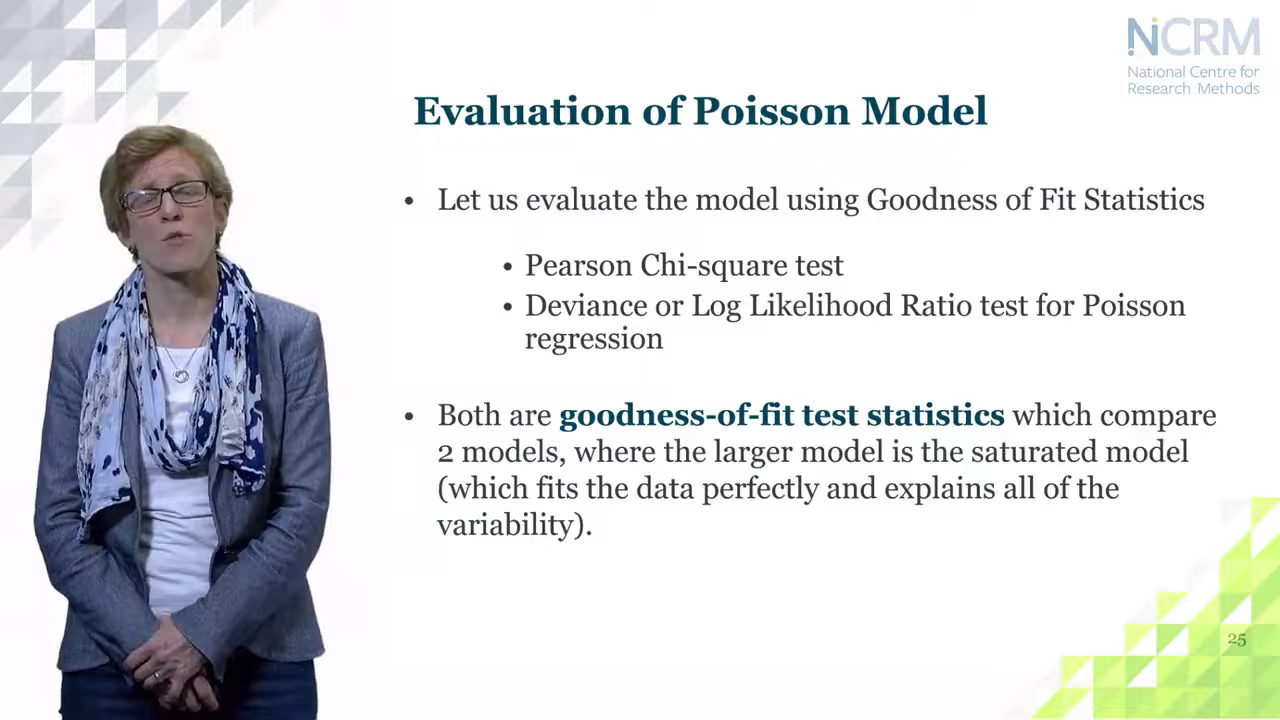 NCRM
National Centre for
Research Methods
Evaluation of Poisson Model
• Let us evaluate the model using Goodness of Fit Statistics
• Pearson Chi-square test
• Deviance or Log Likelihood Ratio test for Poisson
regression
• Both are goodness-of-fit test statistics which compare
2 models, where the larger model is the saturated model
(which fits the data perfectly and explains all of the
variability).
25